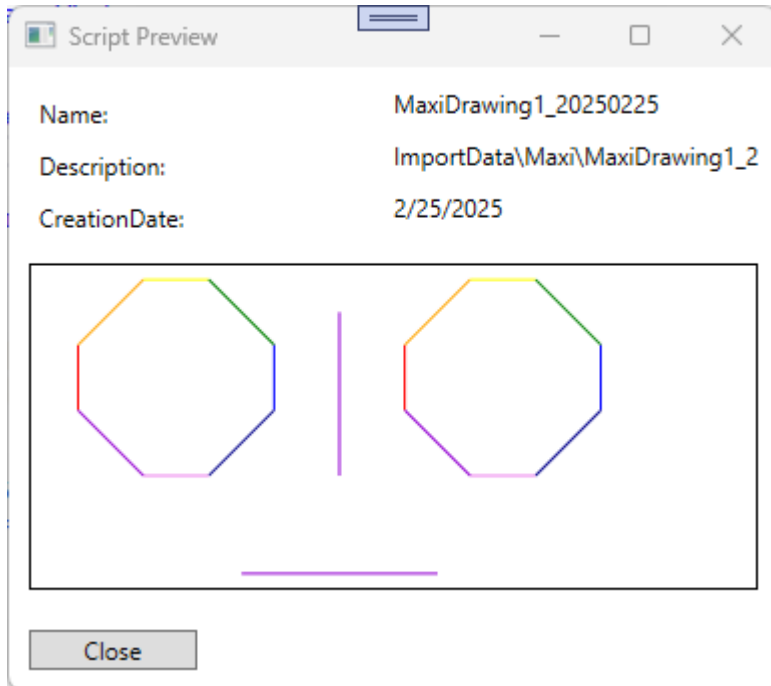 Script Preview
Name: MaxiDrawing1_20250225
Description: ImportData\Maxi\MaxiDrawing1_2
CreationDate: 2/25/2025
Close